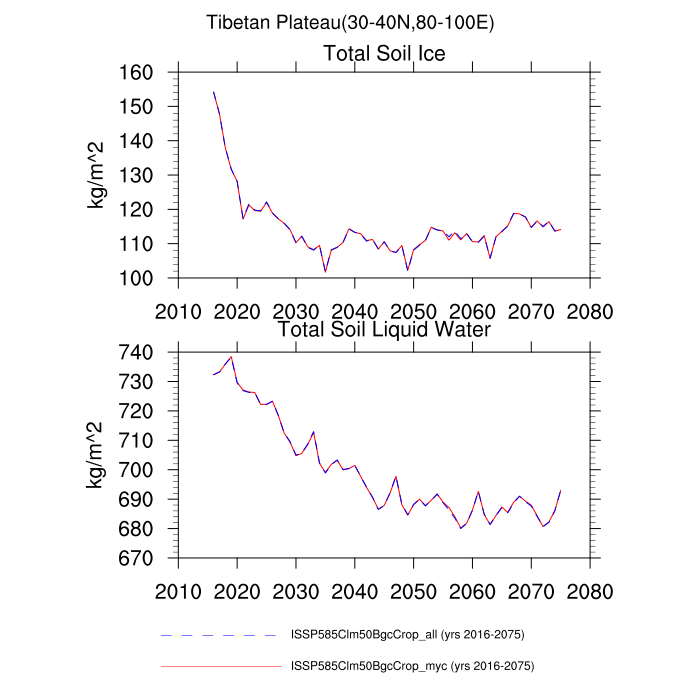 Tibetan Plateau(30-40N,80-100E)
Total Soil Ice
160
150
140
130
120
110
100
kg/m^2
2010 2020 2030 2040 2050 2060 2070 2080
Total Soil Liquid Water
740
730
720
710
700
690
680
670
kg/m^2
2010 2020 2030 2040 2050 2060 2070 2080
ISSP585Clm50BgcCrop_all (yrs 2016-2075)
ISSP585Clm50BgcCrop_myc (yrs 2016-2075)